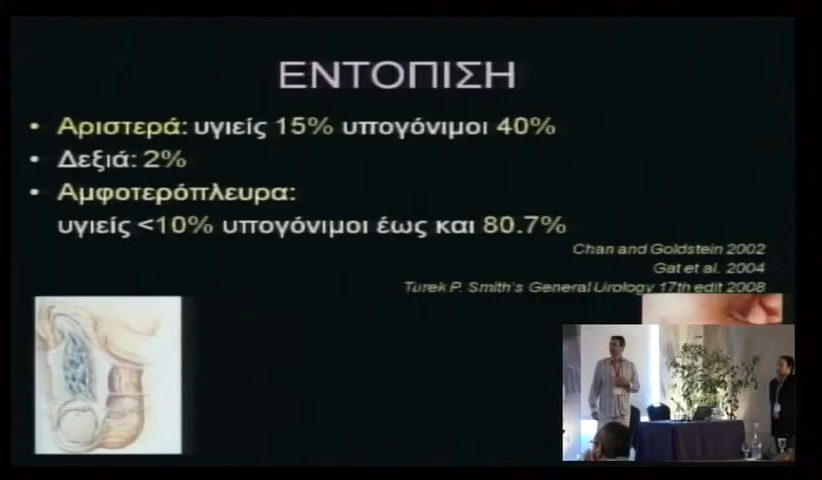 ΕΝΤΟΠΙΣΗ
• Αριστερά: υγιείς 15% υπογόνιμοι 40%
• Δεξιά: 2%
• Αμφοτερόπλευρα:
υγιείς <10% υπογόνιμοι έως και 80.7%
Chan and Goldstein 2002
Gat et al. 2004
Turek P. Smith's General Urology 17th edit 2008